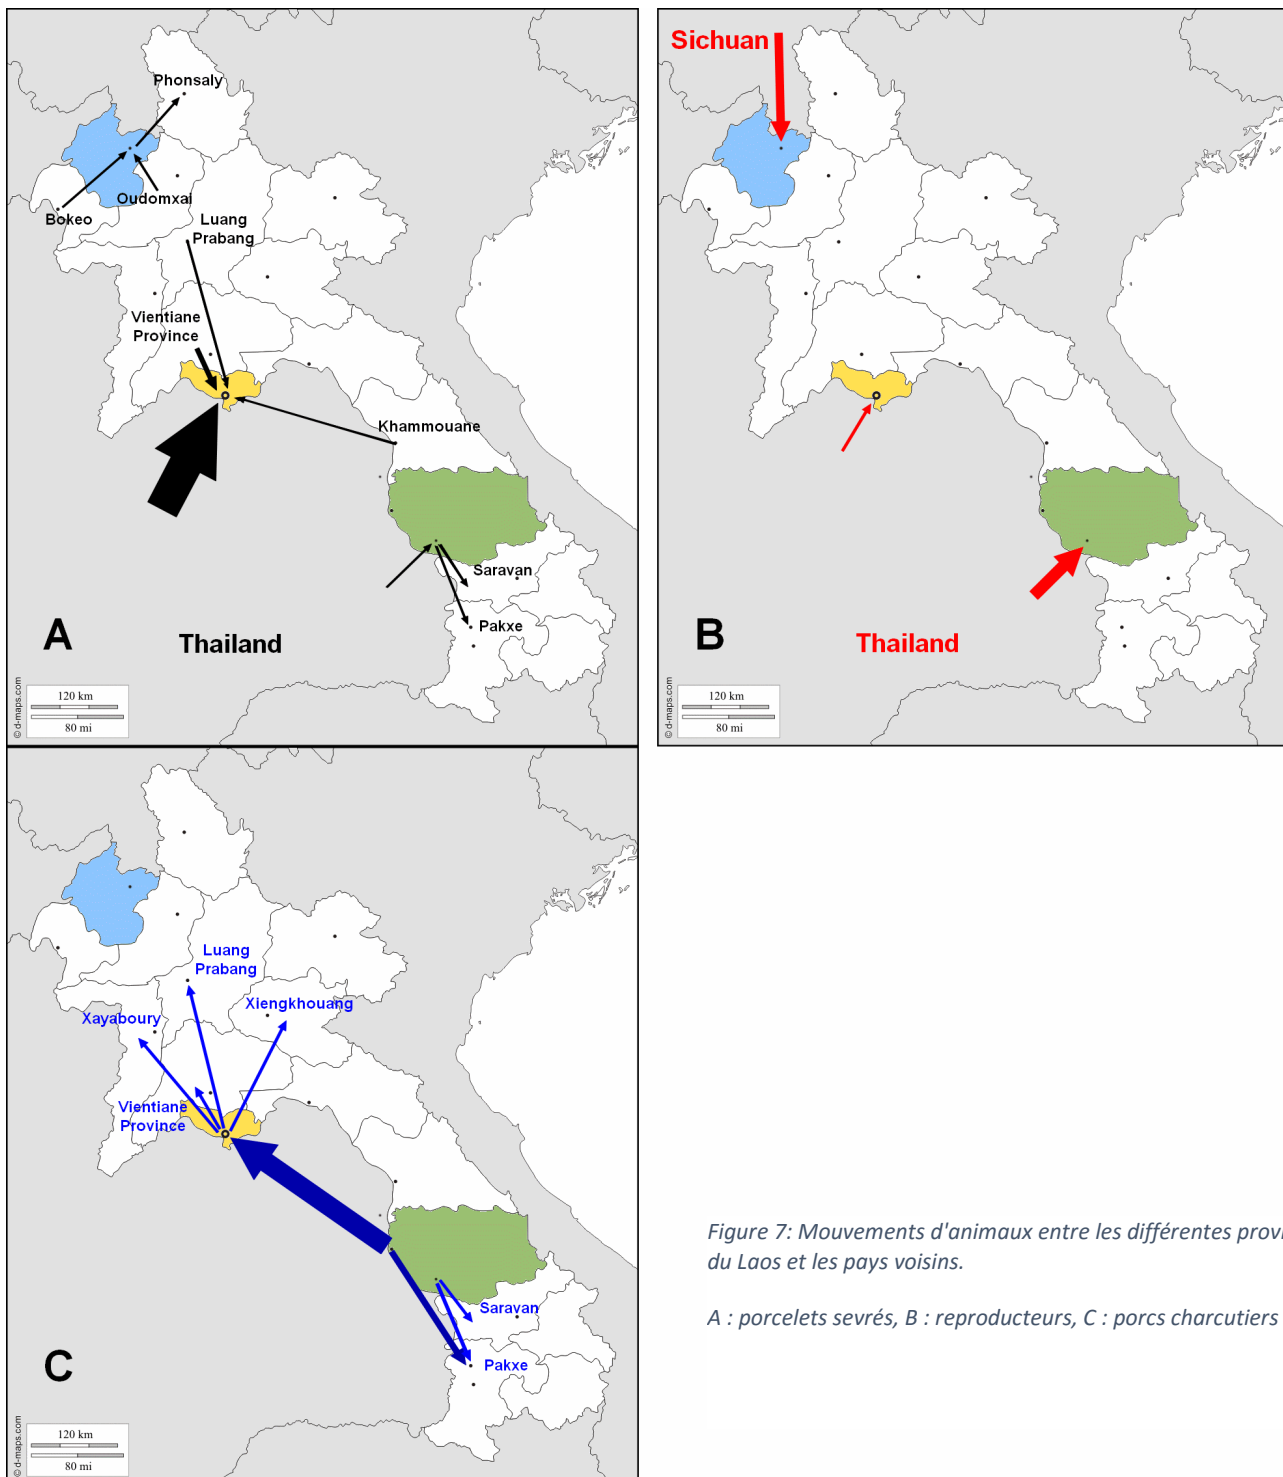 Phonsaly
Oudomxai
Bokeo
Luang
Prabang
Vientiane
Province
Khammouane
Saravan
Pakxe
A
Thailand
120 km
80 mi
© d-maps.com
Sichuan
B
Thailand
120 km
80 mi
© d-maps.com
Luang
Prabang
Xiengkhouang
Xayaboury
Vientiane
Province
Saravan
Pakxe
C
120 km
80 mi
© d-maps.com
Figure 7: Mouvements d'animaux entre les différentes provi
du Laos et les pays voisins.
A : porcelets sevrés, B : reproducteurs, C : porcs charcutiers